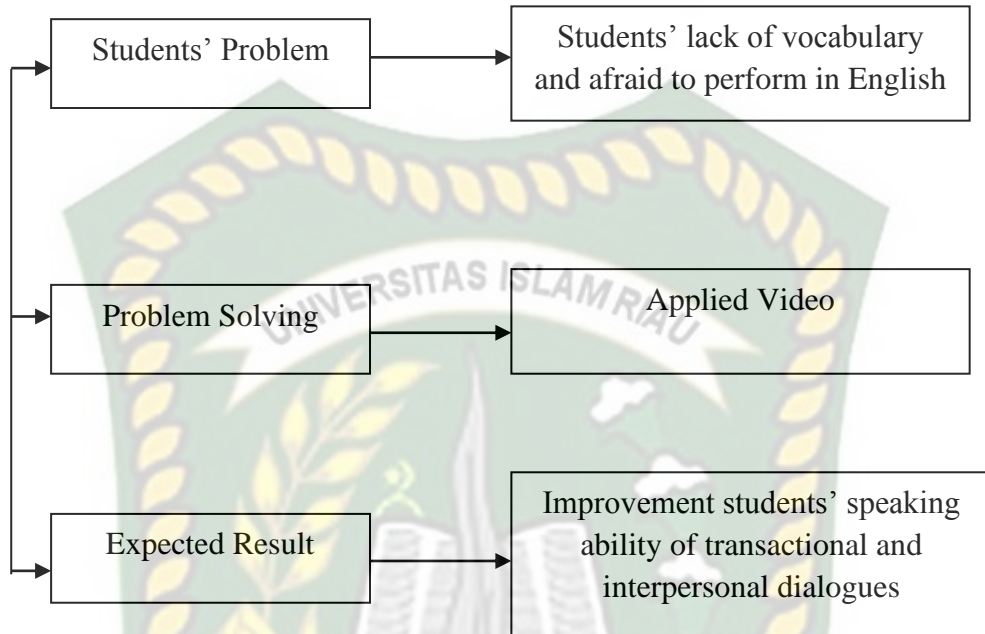 Students’ Problem
Students’ lack of vocabulary
and afraid to perform in English
UNIVERSITAS ISLAM RIAU
Problem Solving
Applied Video
Expected Result
Improvement students’ speaking
ability of transactional and
interpersonal dialogues